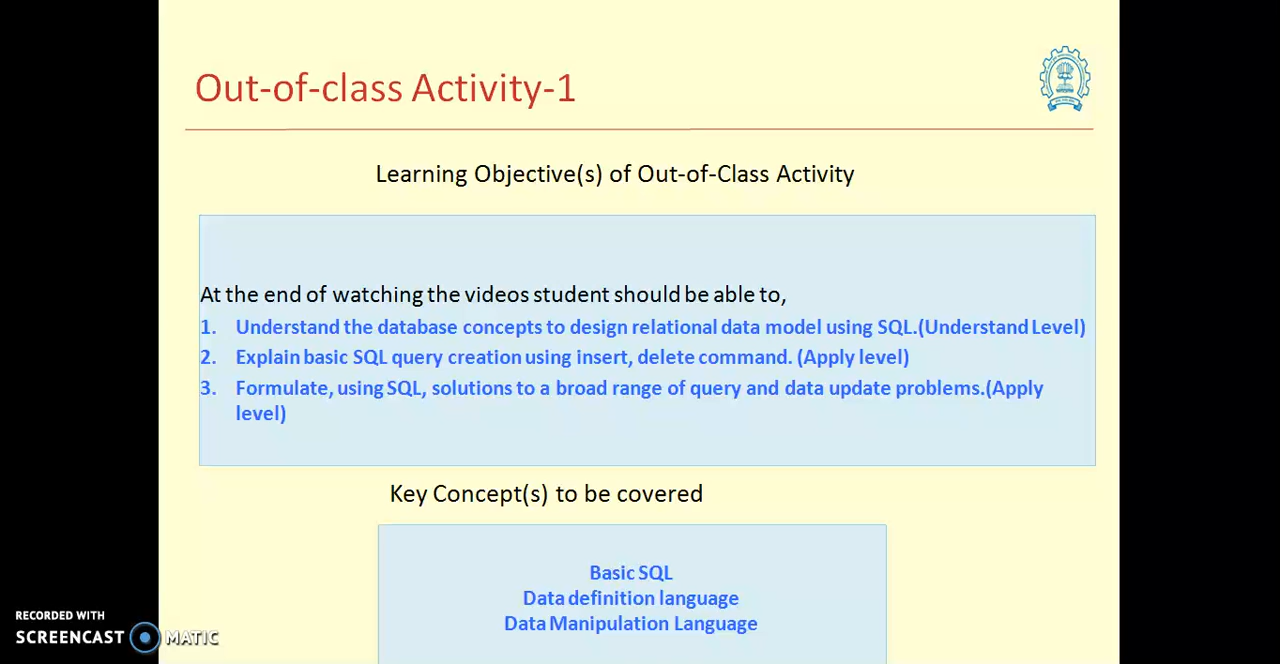 Out-of-class Activity-1
Learning Objective(s) of Out-of-Class Activity
At the end of watching the videos student should be able to,
1. Understand the database concepts to design relational data model using SQL.(Understand Level)
2. Explain basic SQL query creation using insert, delete command. (Apply level)
3. Formulate, using SQL, solutions to a broad range of query and data update problems.(Apply
level)
Key Concept(s) to be covered
Basic SQL
Data definition language
Data Manipulation Language
RECORDED WITH
SCREENCAST MATIC